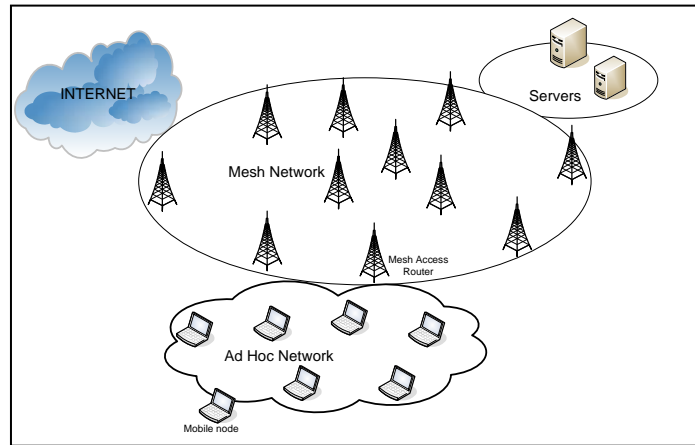 INTERNET
Servers
Mesh Network
Mesh Access
Router
Ad Hoc Network
Mobile node